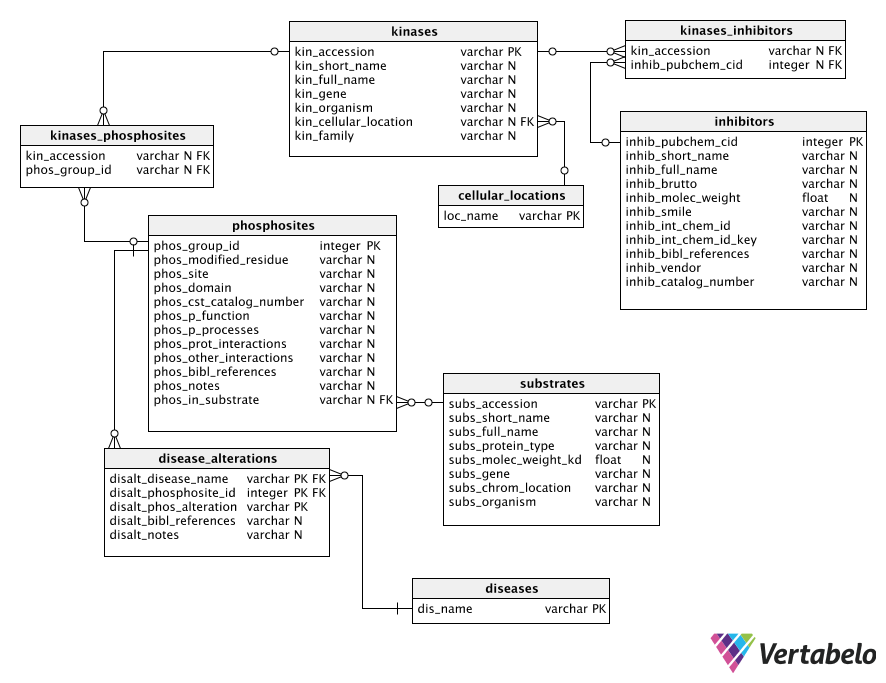 kinases
kin_accession varchar PK
kin_short_name varchar N
kin_full_name varchar N
kin_gene varchar N
kin_organism varchar N
kin_cellular_location varchar N FK
kin_family varchar N
kinases_inhibitors
kin_accession varchar N FK
inhib_pubchem_cid integer N FK
kinases_phosphosites
kin_accession varchar N FK
phos_group_id varchar N FK
inhibitors
inhib_pubchem_cid integer PK
inhib_short_name varchar N
inhib_full_name varchar N
inhib_brutto varchar N
inhib_molec_weight float N
inhib_smile varchar N
inhib_int_chem_id varchar N
inhib_int_chem_id_key varchar N
inhib_bibl_references varchar N
inhib_vendor varchar N
inhib_catalog_number varchar N
cellular_locations
loc_name varchar PK
phosphosites
phos_group_id integer PK
phos_modified_residue varchar N
phos_site varchar N
phos_domain varchar N
phos_cst_catalog_number varchar N
phos_p_function varchar N
phos_p_processes varchar N
phos_prot_interactions varchar N
phos_other_interactions varchar N
phos_bibl_references varchar N
phos_notes varchar N
phos_in_substrate varchar N FK
substrates
subs_accession varchar PK
subs_short_name varchar N
subs_full_name varchar N
subs_protein_type varchar N
subs_molec_weight_kd float N
subs_gene varchar N
subs_chrom_location varchar N
subs_organism varchar N
disease_alterations
disalt_disease_name varchar PK FK
disalt_phosphosite_id integer PK FK
disalt_phos_alteration varchar PK
disalt_bibl_references varchar N
disalt_notes varchar N
diseases
dis_name varchar PK
Vertabelo